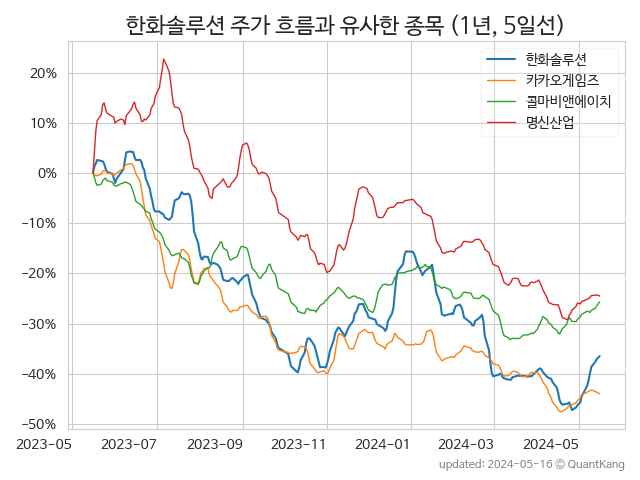 한화솔루션 주가 흐름과 유사한 종목 (1년, 5일선)
한화솔루션
카카오게임즈
콜마비앤에이치
명신산업
20%
10%
0%
−10%
−20%
−30%
−40%
−50%
2023-05 2023-07 2023-09 2023-11 2024-01 2024-03 2024-05
updated: 2024-05-16 © QuantKang